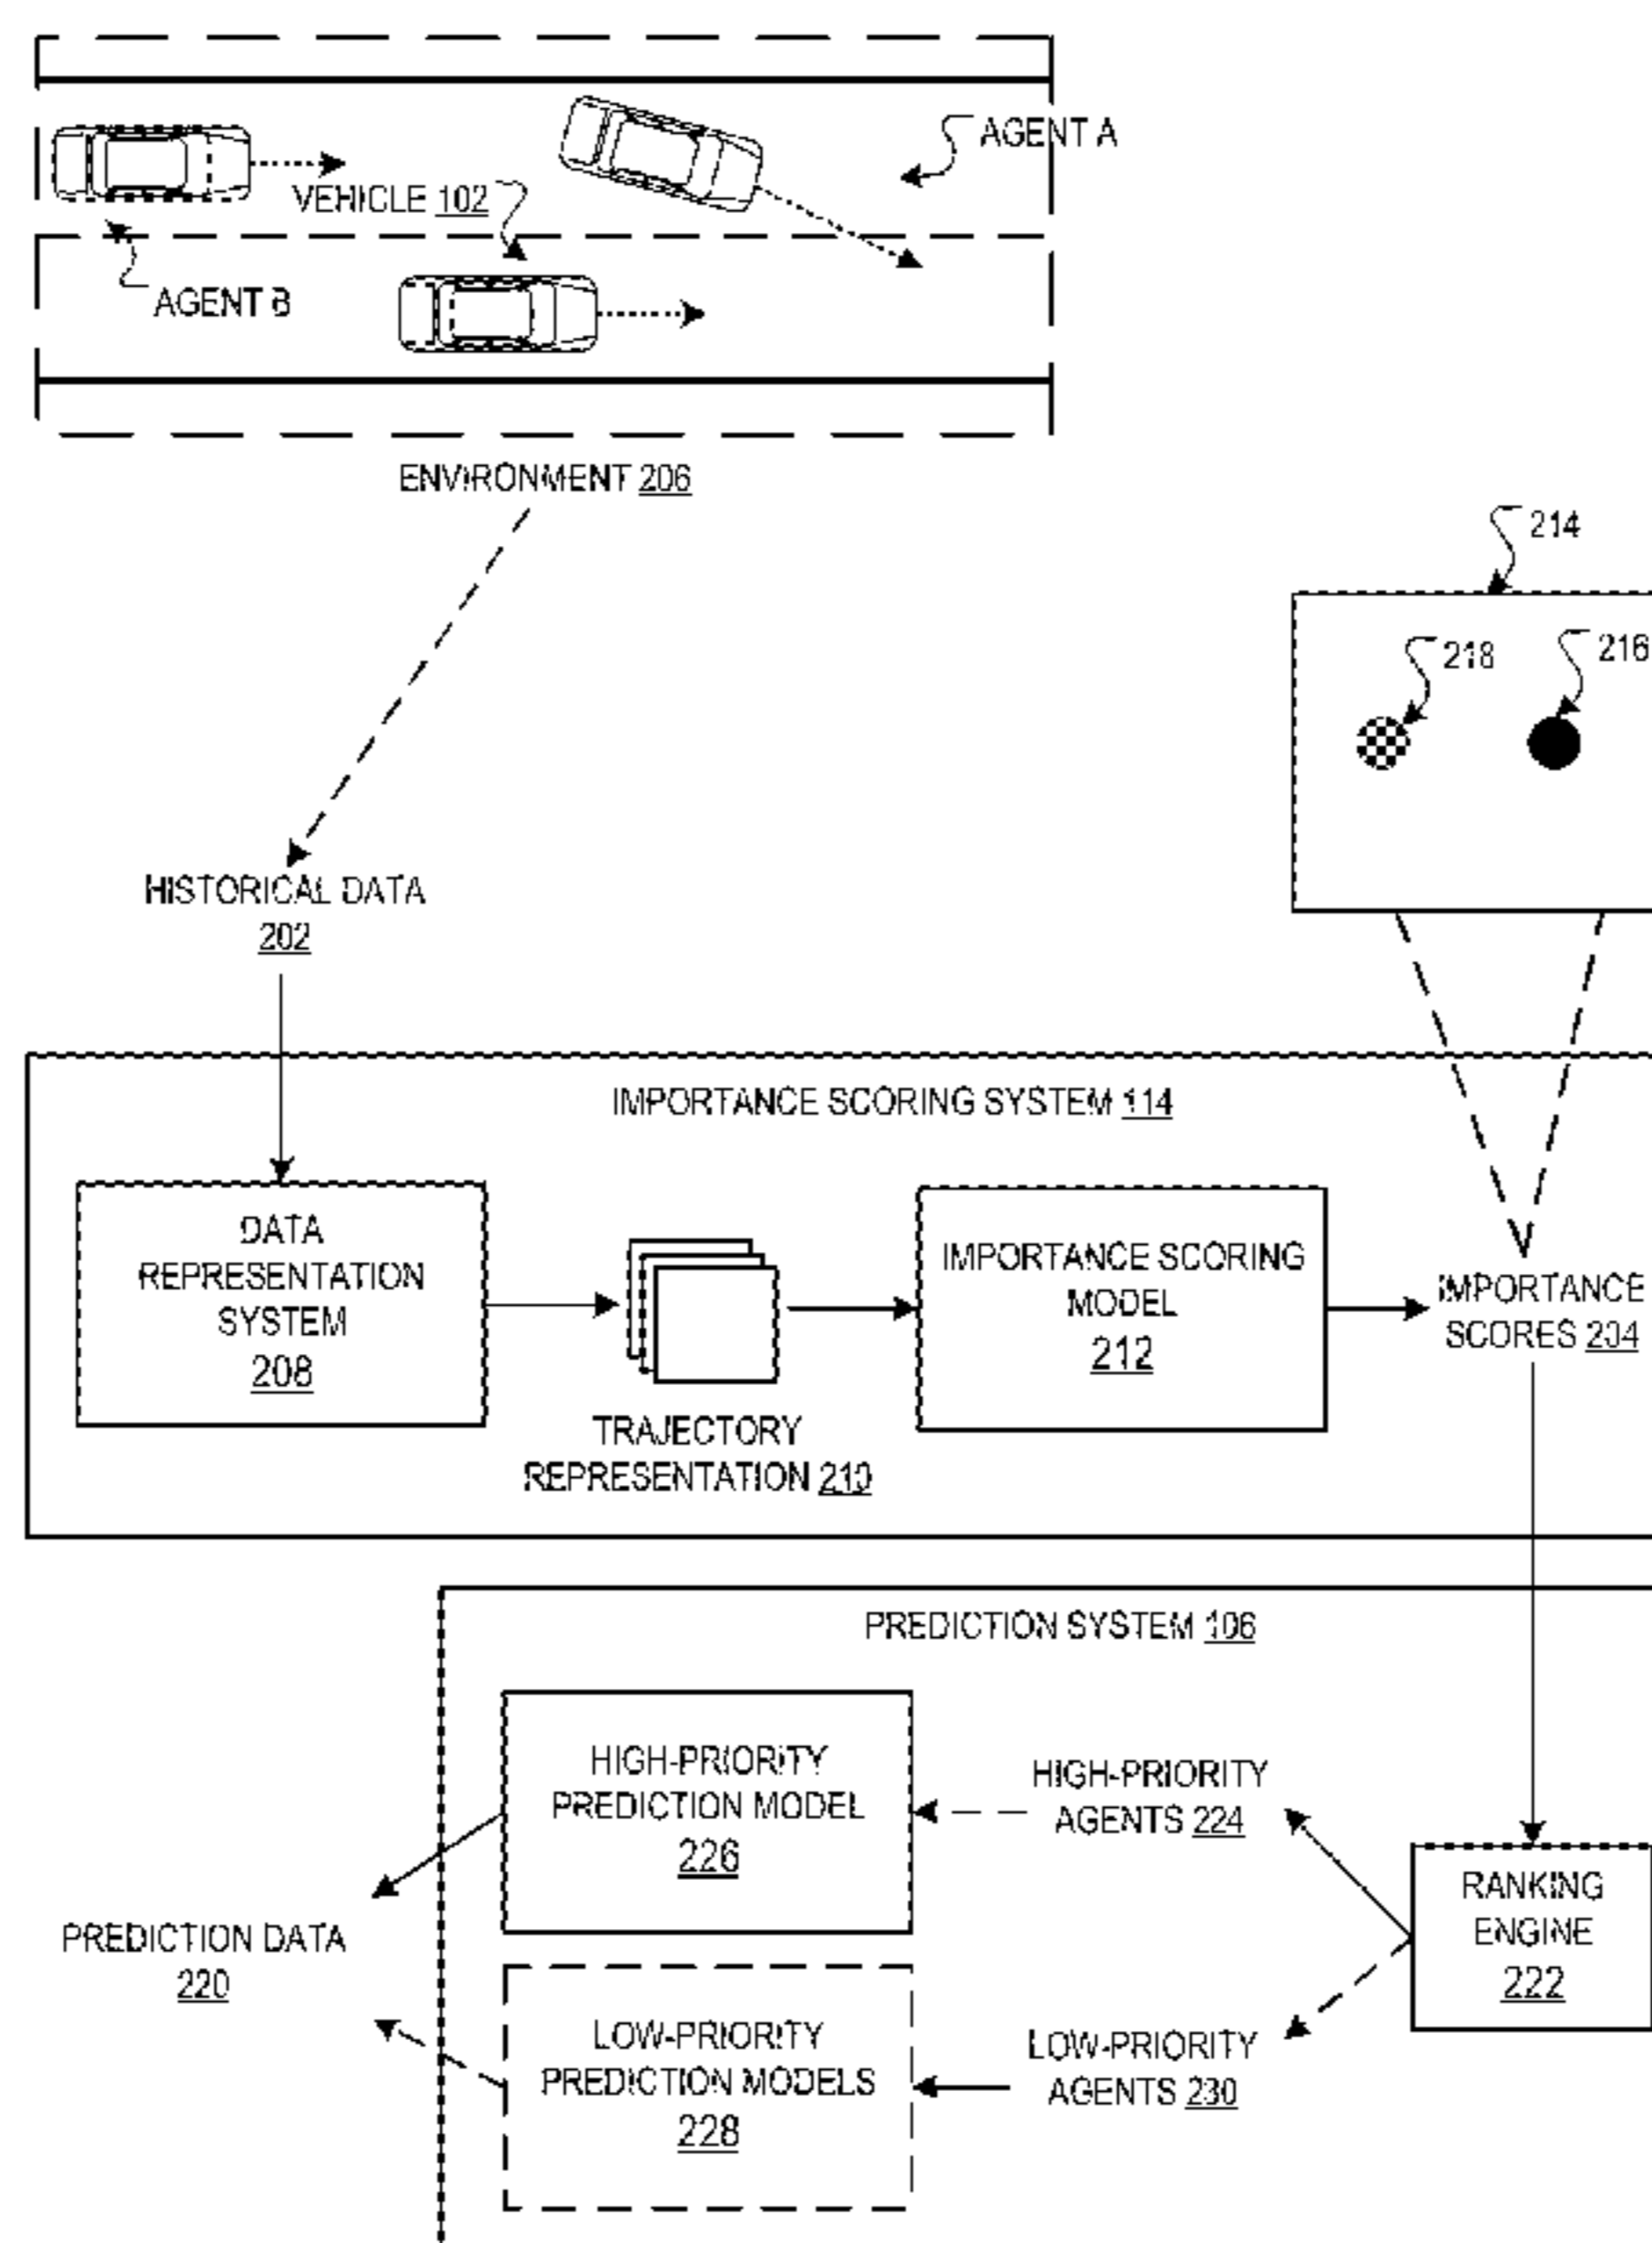 AGENT A
VEHICLE 102
AGENT B
ENVIRONMENT 206
214
218
216
HISTORICAL DATA
202
IMPORTANCE SCORING SYSTEM 114
DATA
REPRESENTATION
SYSTEM
208
TRAJECTORY
REPRESENTATION 210
IMPORTANCE SCORING
MODEL
212
IMPORTANCE
SCORES 204
PREDICTION SYSTEM 106
HIGH-PRIORITY
PREDICTION MODEL
226
HIGH-PRIORITY
AGENTS 224
RANKING
ENGINE
222
PREDICTION DATA
220
LOW-PRIORITY
PREDICTION MODELS
228
LOW-PRIORITY
AGENTS 230